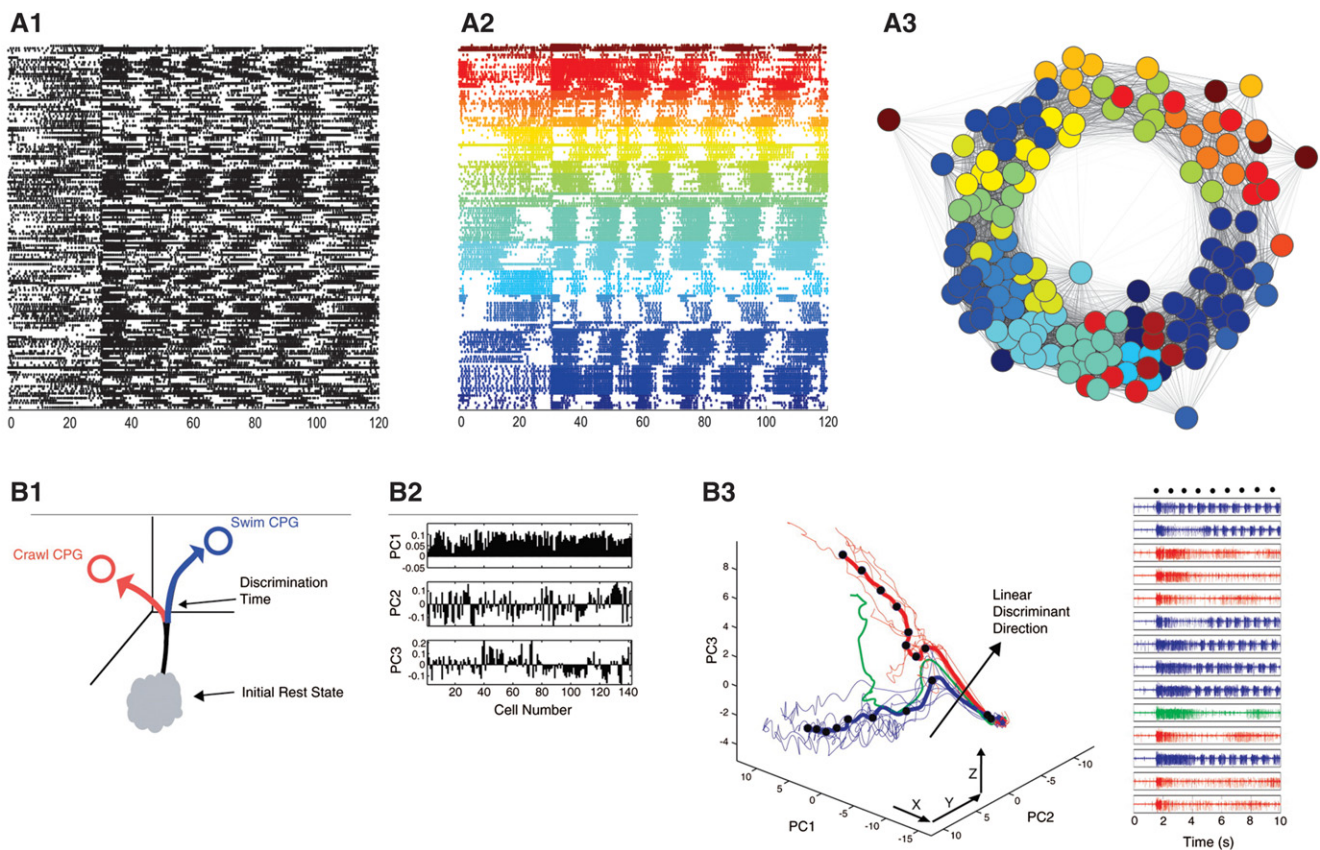 A1
A2
A3
0 20 40 60 80 100 120
0 20 40 60 80 100 120
B1
B2
B3
Crawl CPG
Swim CPG
Discrimination
Time
Initial Rest State
PC1
0.1
0.05
0
-0.05
PC2
0.1
0
-0.1
PC3
0.2
0.1
0
-0.1
20 40 60 80 100 120 140
Cell Number
PC3
8
6
4
2
0
-2
-4
Linear
Discriminant
Direction
X Y Z
10 5 0 -5 -10 -15
PC1
10 5 0 -5 -10
PC2
0 2 4 6 8 10
Time (s)